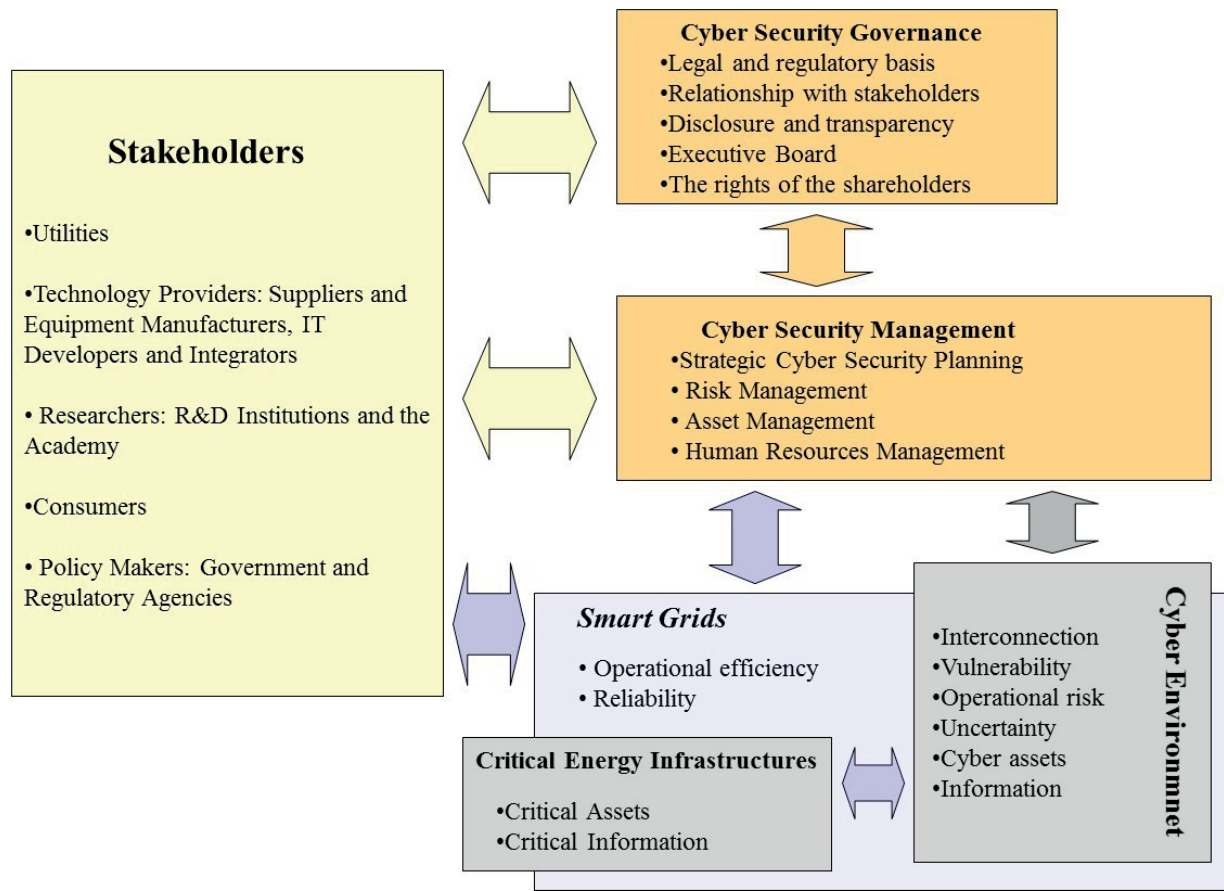 Stakeholders
•Utilities
•Technology Providers: Suppliers and
Equipment Manufacturers, IT
Developers and Integrators
• Researchers: R&D Institutions and the
Academy
•Consumers
• Policy Makers: Government and
Regulatory Agencies
Cyber Security Governance
•Legal and regulatory basis
•Relationship with stakeholders
•Disclosure and transparency
•Executive Board
•The rights of the shareholders
Cyber Security Management
•Strategic Cyber Security Planning
• Risk Management
• Asset Management
• Human Resources Management
Smart Grids
• Operational efficiency
• Reliability
Critical Energy Infrastructures
•Critical Assets
•Critical Information
•Interconnection
•Vulnerability
•Operational risk
•Uncertainty
•Cyber assets
•Information
Cyber Environmnet